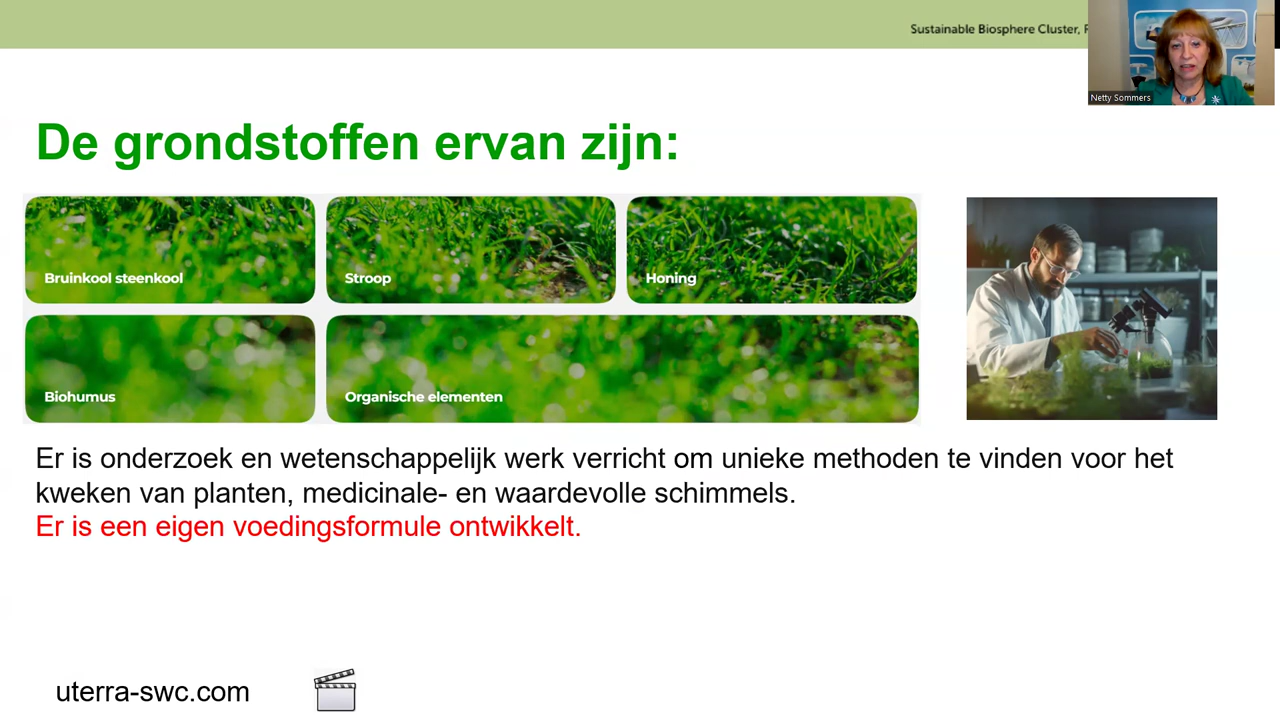 Sustainable Biosphere Cluster,
Netty Sommers
De grondstoffen ervan zijn:
Bruinkool steenkool
Stroop
Honing
Biohumus
Organische elementen
Er is onderzoek en wetenschappelijk werk verricht om unieke methoden te vinden voor het
kweken van planten, medicinale- en waardevolle schimmels.
Er is een eigen voedingsformule ontwikkelt.
uterra-swc.com